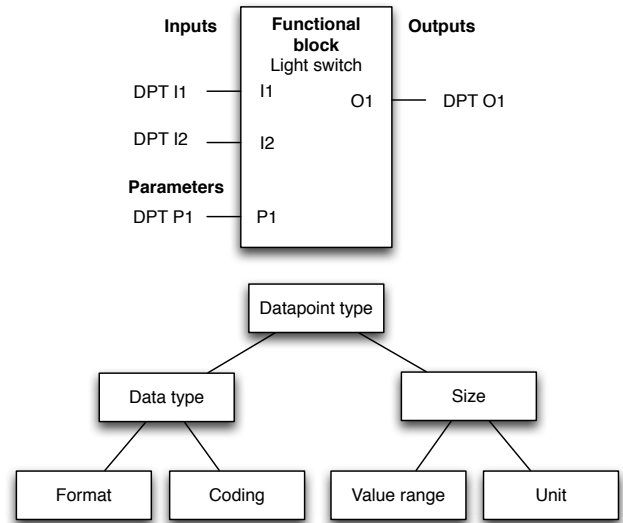 Inputs
Functional
block
Light switch
Outputs
DPT I1
I1
O1
DPT O1
DPT I2
I2
Parameters
DPT P1
P1
Datapoint type
Data type
Size
Format
Coding
Value range
Unit